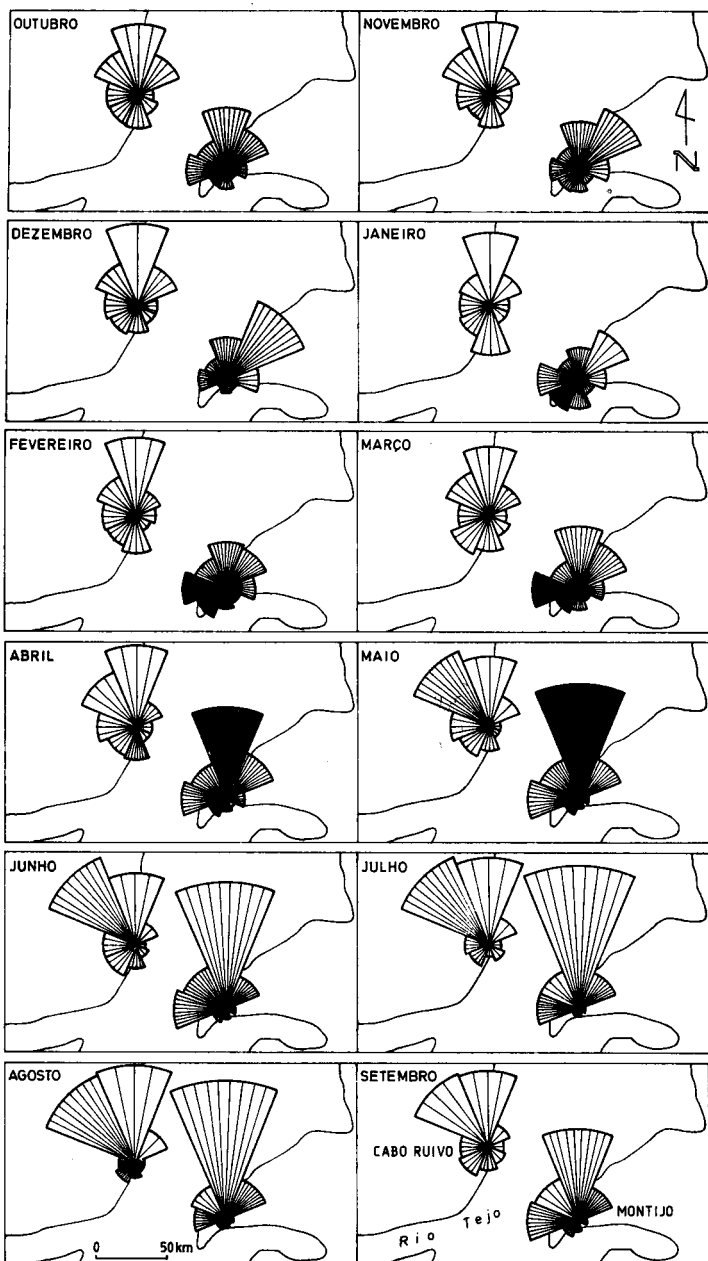 OUTUBRO
NOVEMBRO
N
DEZEMBRO
JANEIRO
FEVEREIRO
MARÇO
ABRIL
MAIO
JUNHO
JULHO
AGOSTO
SETEMBRO
CABO RUIVO
MONTIJO
Rio Tejo
0 50km